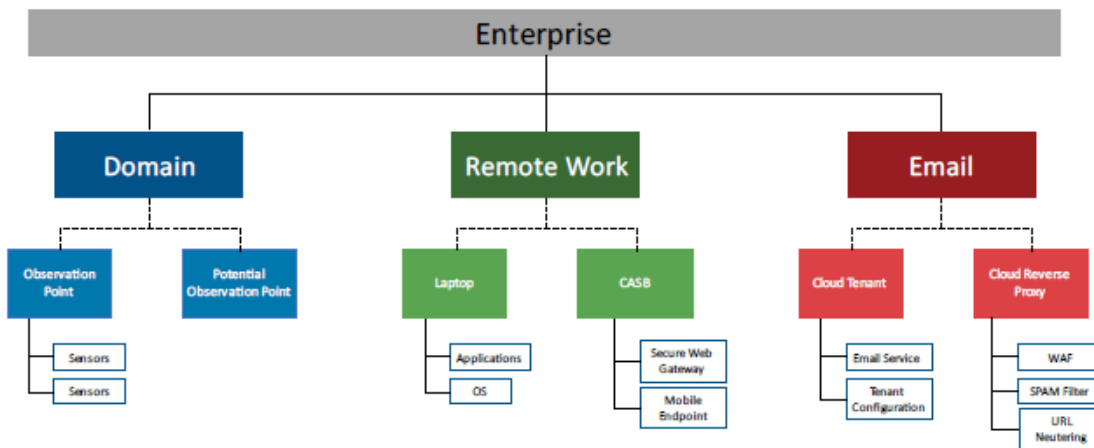 Enterprise
Domain
Remote Work
Email
Observation
Point
Potential
Observation Point
Laptop
CASB
Cloud Tenant
Cloud Reverse
Proxy
Sensors
Sensors
Applications
OS
Secure Web
Gateway
Mobile
Endpoint
Email Service
Tenant
Configuration
WAF
SPAM Filter
URL
Neutering